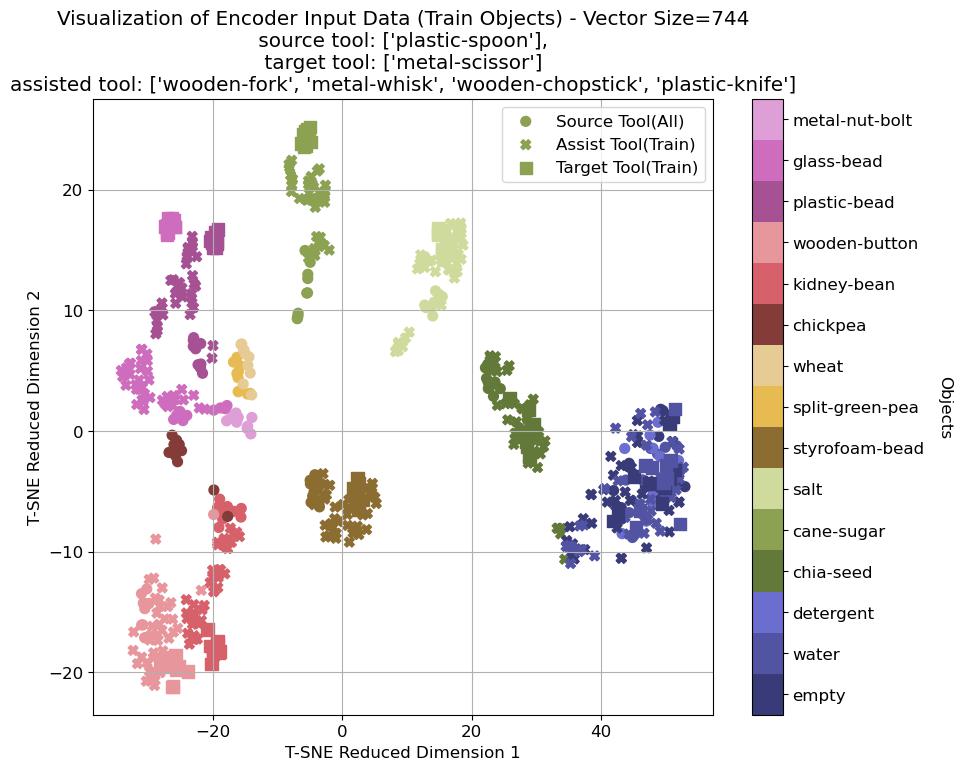 Visualization of Encoder Input Data (Train Objects) - Vector Size=744
source tool: ['plastic-spoon'],
target tool: ['metal-scissor']
assisted tool: ['wooden-fork', 'metal-whisk', 'wooden-chopstick', 'plastic-knife']
Source Tool(All)
Assist Tool(Train)
Target Tool(Train)
20
10
0
−10
−20
T-SNE Reduced Dimension 2
−20
0
20
40
T-SNE Reduced Dimension 1
metal-nut-bolt
glass-bead
plastic-bead
wooden-button
kidney-bean
chickpea
wheat
split-green-pea
styrofoam-bead
salt
cane-sugar
chia-seed
detergent
water
empty
Objects